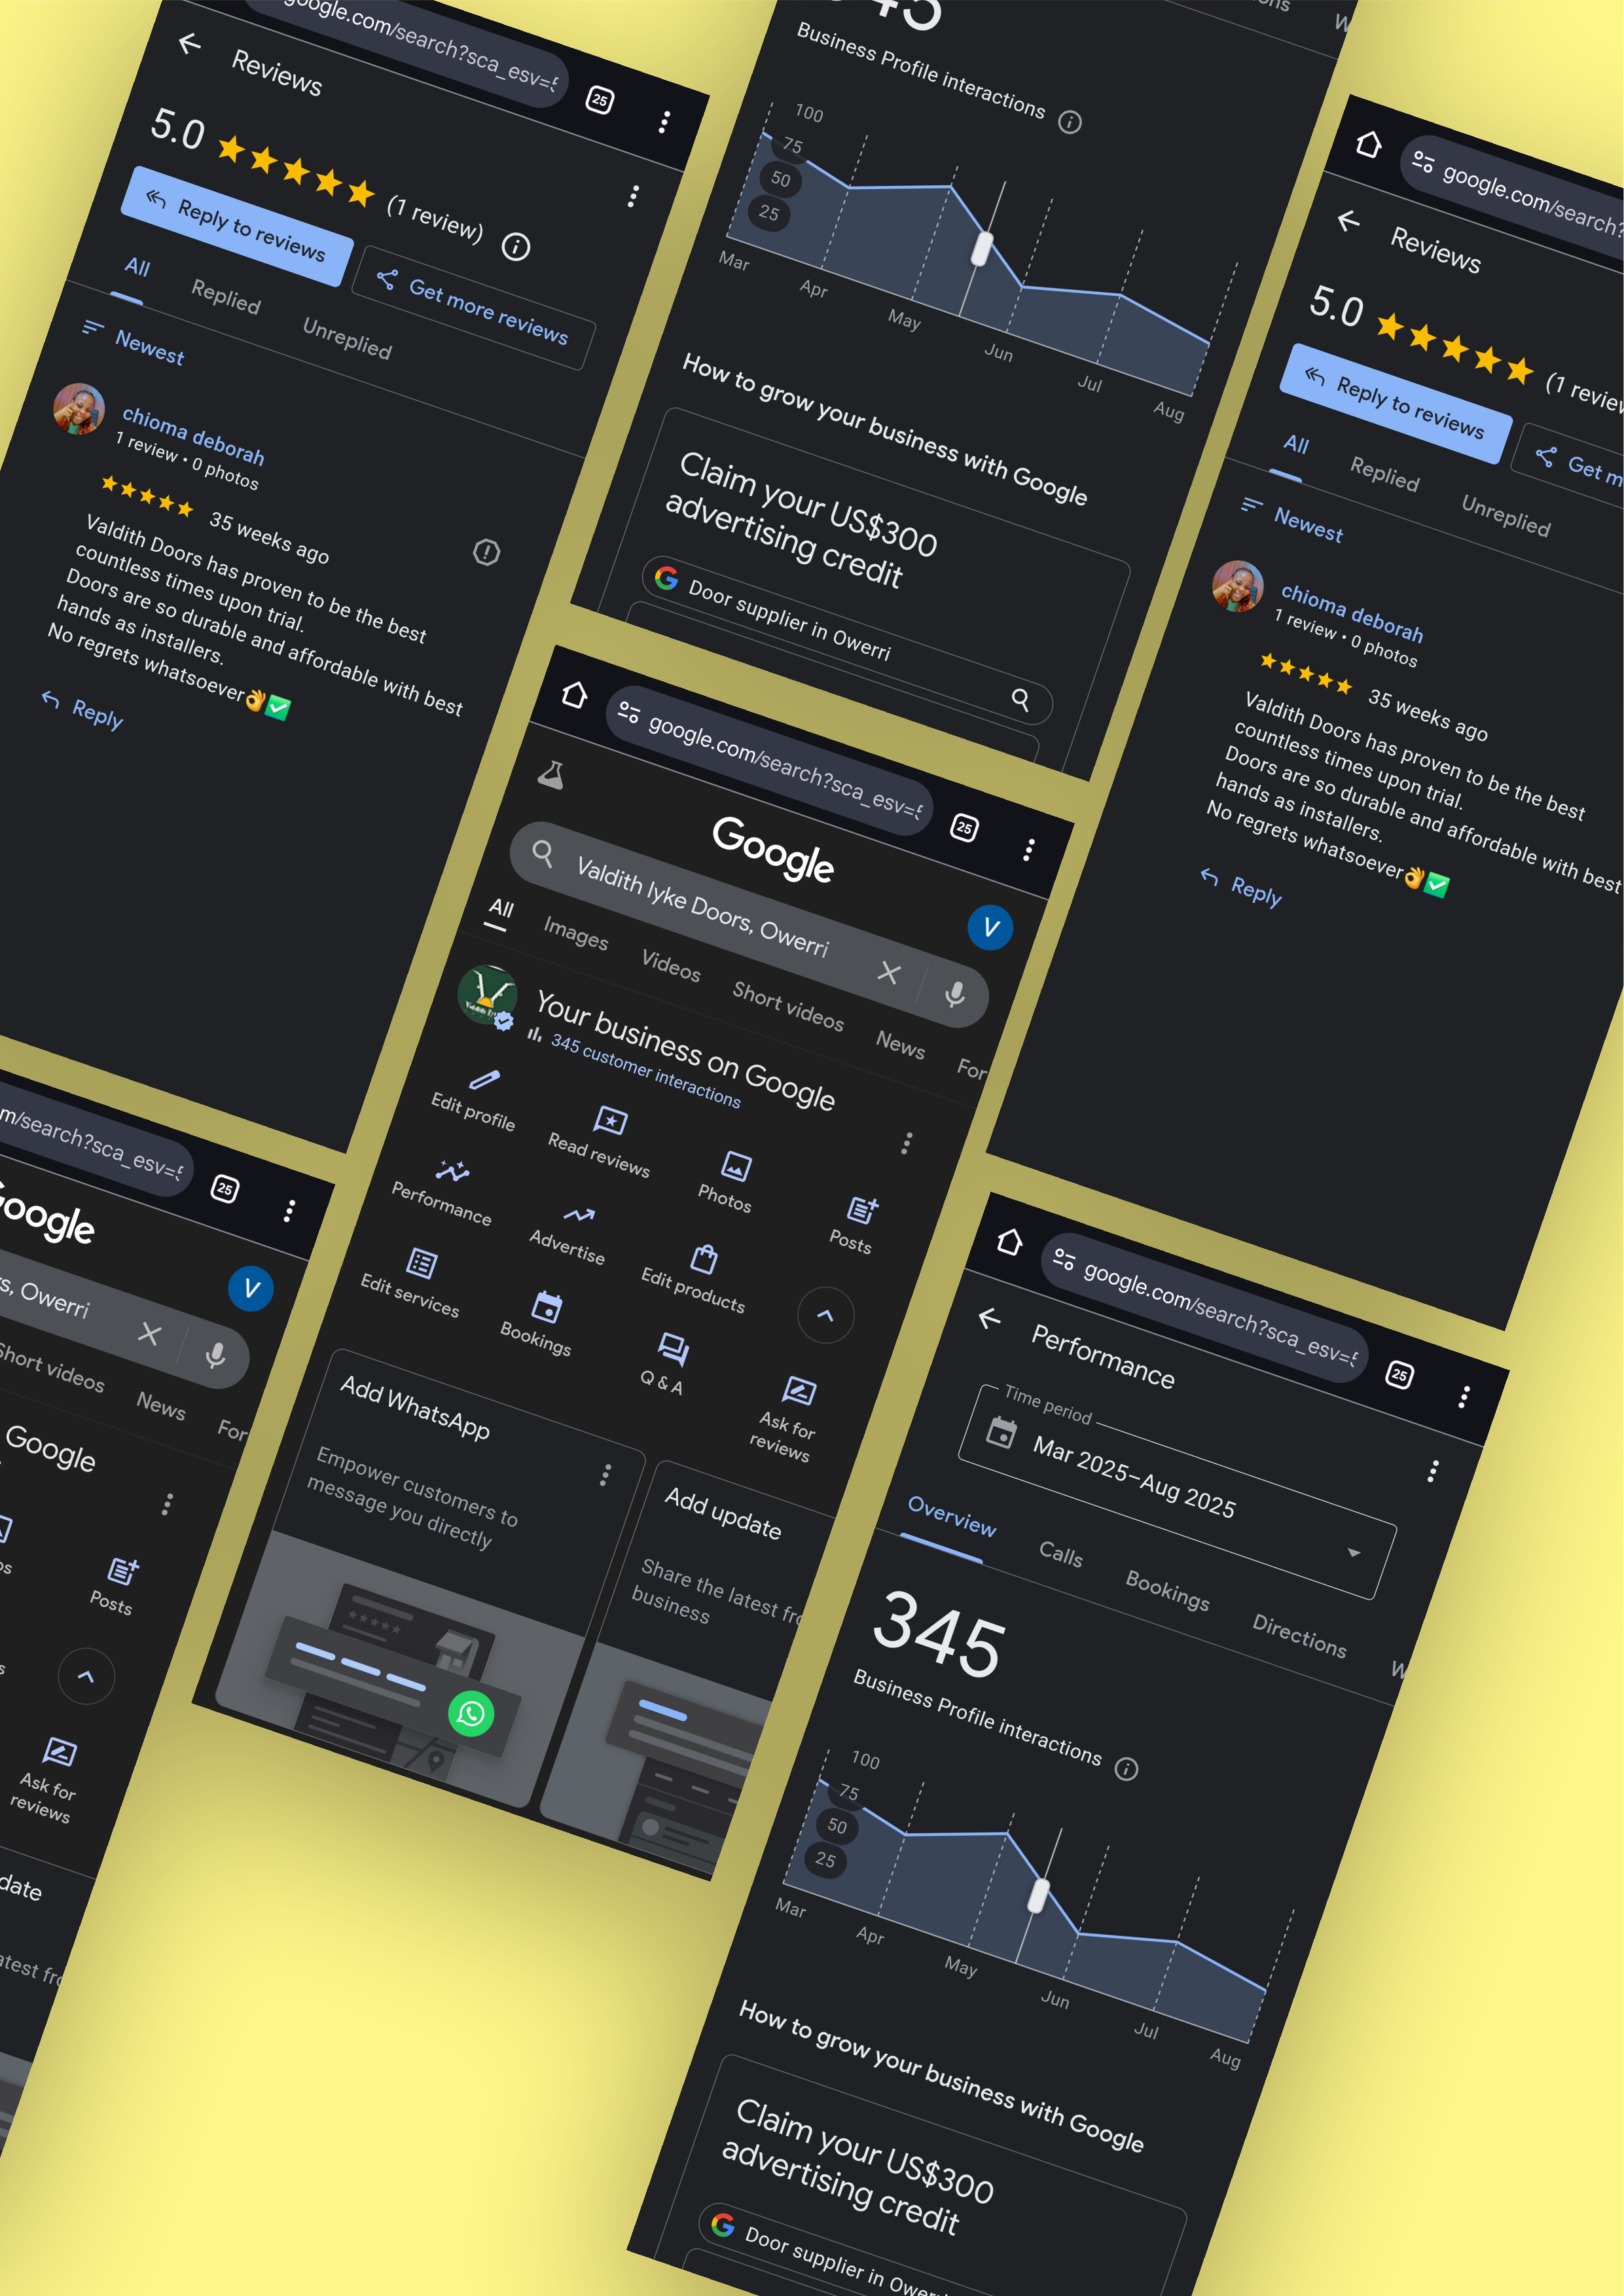 google.com/search?sca_esv=5
25
Reviews
5.0
(1 review)
Reply to reviews
Get more reviews
All
Replied
Unreplied
Newest
chioma deborah
1 review • 0 photos
35 weeks ago
Valdith Doors has proven to be the best
countless times upon trial.
Doors are so durable and affordable with best
hands as installers.
No regrets whatsoever👌✅
Reply
345
Business Profile interactions
100
75
50
25
Mar
Apr
May
Jun
Jul
Aug
How to grow your business with Google
Claim your US$300
advertising credit
Door supplier in Owerri
google.com/search?
Reviews
5.0
(1 review
Reply to reviews
Get m
All
Replied
Unreplied
Newest
chioma deborah
1 review • 0 photos
35 weeks ago
Valdith Doors has proven to be the best
countless times upon trial.
Doors are so durable and affordable with best
hands as installers.
No regrets whatsoever👌✅
Reply
google.com/search?sca_esv=5
25
Google
Valdith lyke Doors, Owerri
V
All
Images
Videos
Short videos
News
For
Your business on Google
345 customer interactions
Edit profile
Read reviews
Photos
Posts
Performance
Advertise
Edit products
Edit services
Bookings
Q & A
Ask for
reviews
Add WhatsApp
Empower customers to
message you directly
Add update
Share the latest fro
business
m/search?sca_esv=5
25
Google
rs, Owerri
V
Short videos
News
For
Google
os
Posts
s
Ask for
reviews
date
atest fro
google.com/search?sca_esv=5
25
Performance
Time period
Mar 2025–Aug 2025
Overview
Calls
Bookings
Directions
W
345
Business Profile interactions
100
75
50
25
Mar
Apr
May
Jun
Jul
Aug
How to grow your business with Google
Claim your US$300
advertising credit
Door supplier in Owerri